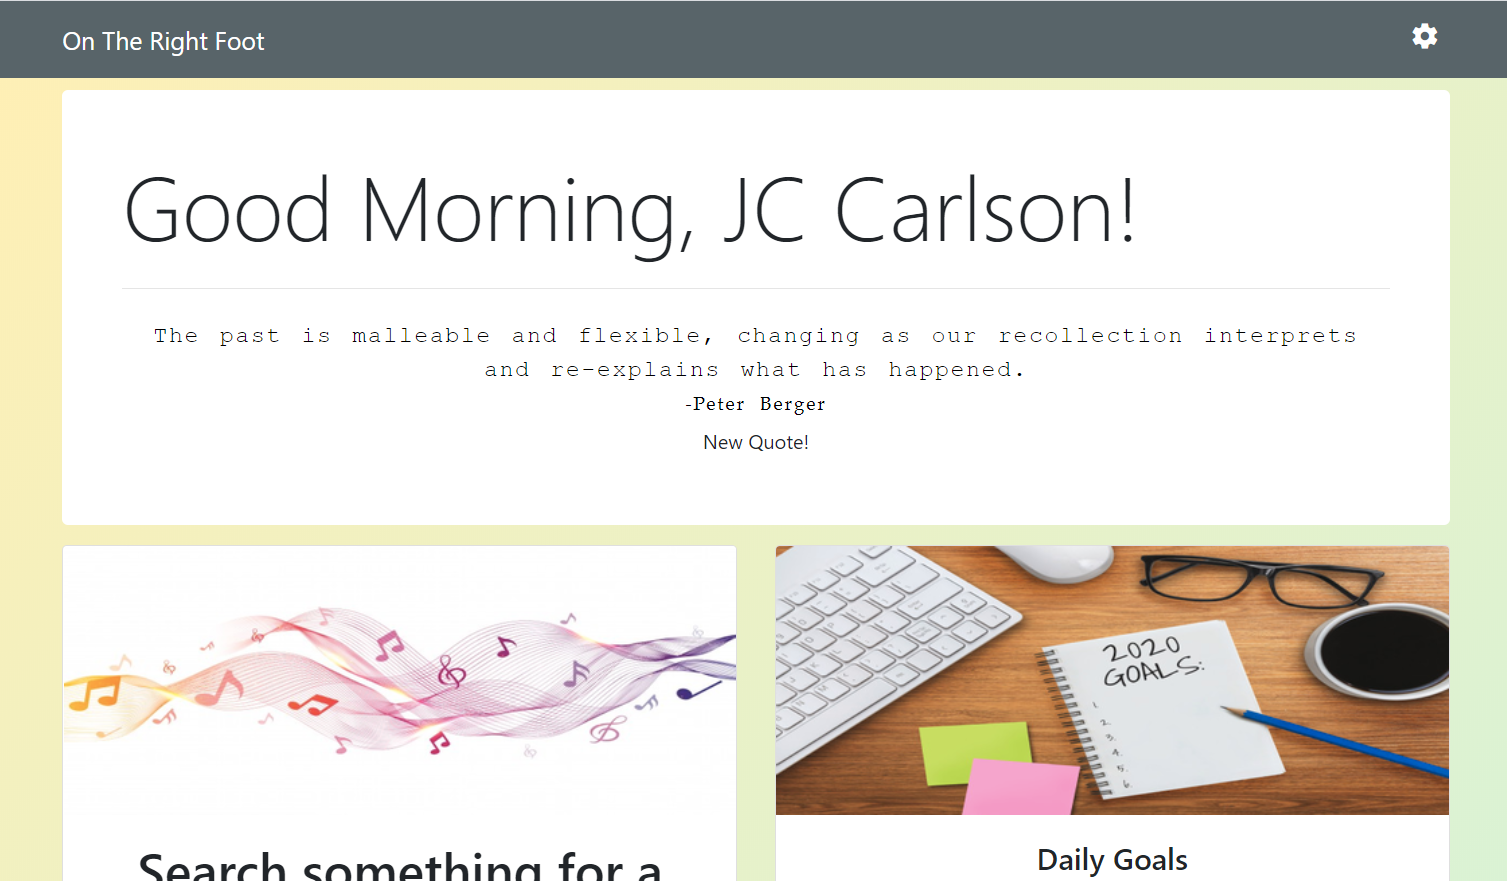 On The Right Foot
Good Morning, JC Carlson!
The past is malleable and flexible, changing as our recollection interprets
and re-explains what has happened.
-Peter Berger
New Quote!
2020
GOALS:
1.
2.
3.
4.
5.
6.
Search something for a
Daily Goals